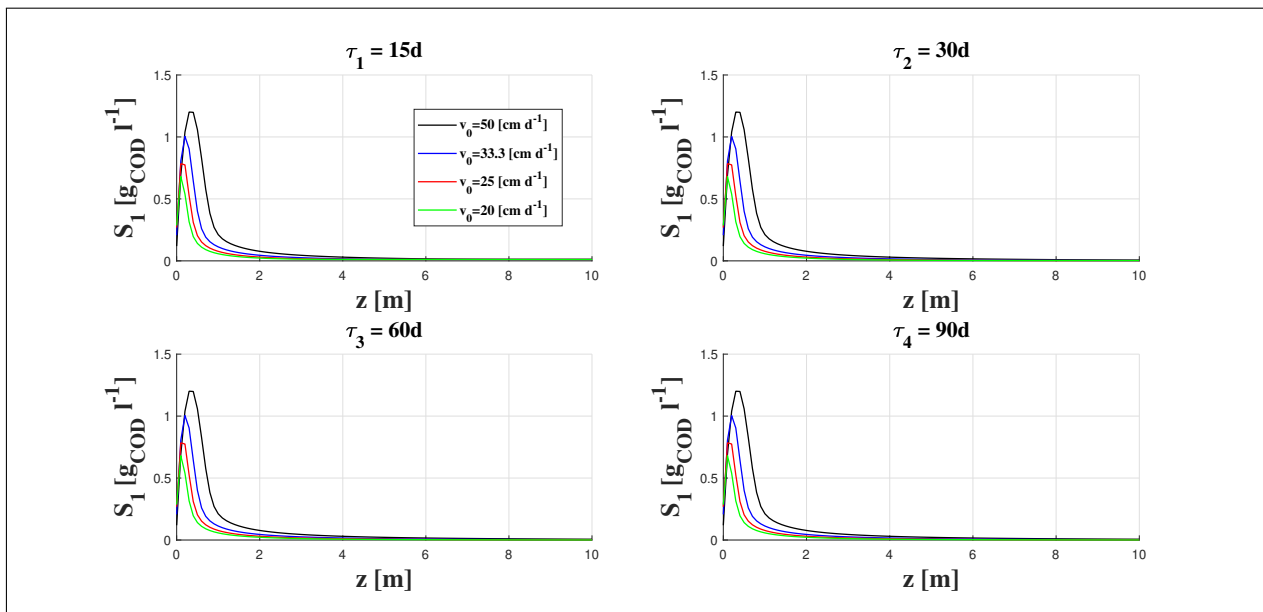 τ₁ = 15d
1.5
1
0.5
0
S₁ [g_COD l⁻¹]
0 2 4 6 8 10
z [m]
v₀=50 [cm d⁻¹]
v₀=33.3 [cm d⁻¹]
v₀=25 [cm d⁻¹]
v₀=20 [cm d⁻¹]
τ₂ = 30d
1.5
1
0.5
0
S₁ [g_COD l⁻¹]
0 2 4 6 8 10
z [m]
τ₃ = 60d
1.5
1
0.5
0
S₁ [g_COD l⁻¹]
0 2 4 6 8 10
z [m]
τ₄ = 90d
1.5
1
0.5
0
S₁ [g_COD l⁻¹]
0 2 4 6 8 10
z [m]